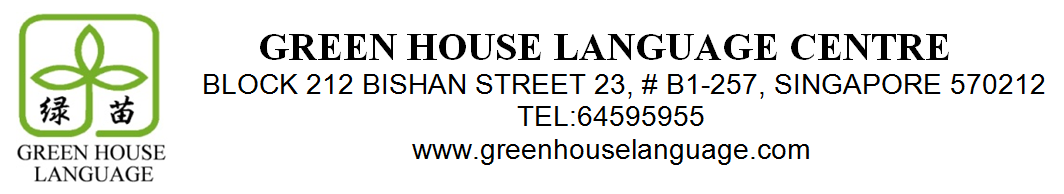 绿 苗
GREEN HOUSE
LANGUAGE
GREEN HOUSE LANGUAGE CENTRE
BLOCK 212 BISHAN STREET 23, # B1-257, SINGAPORE 570212
TEL:64595955
www.greenhouselanguage.com